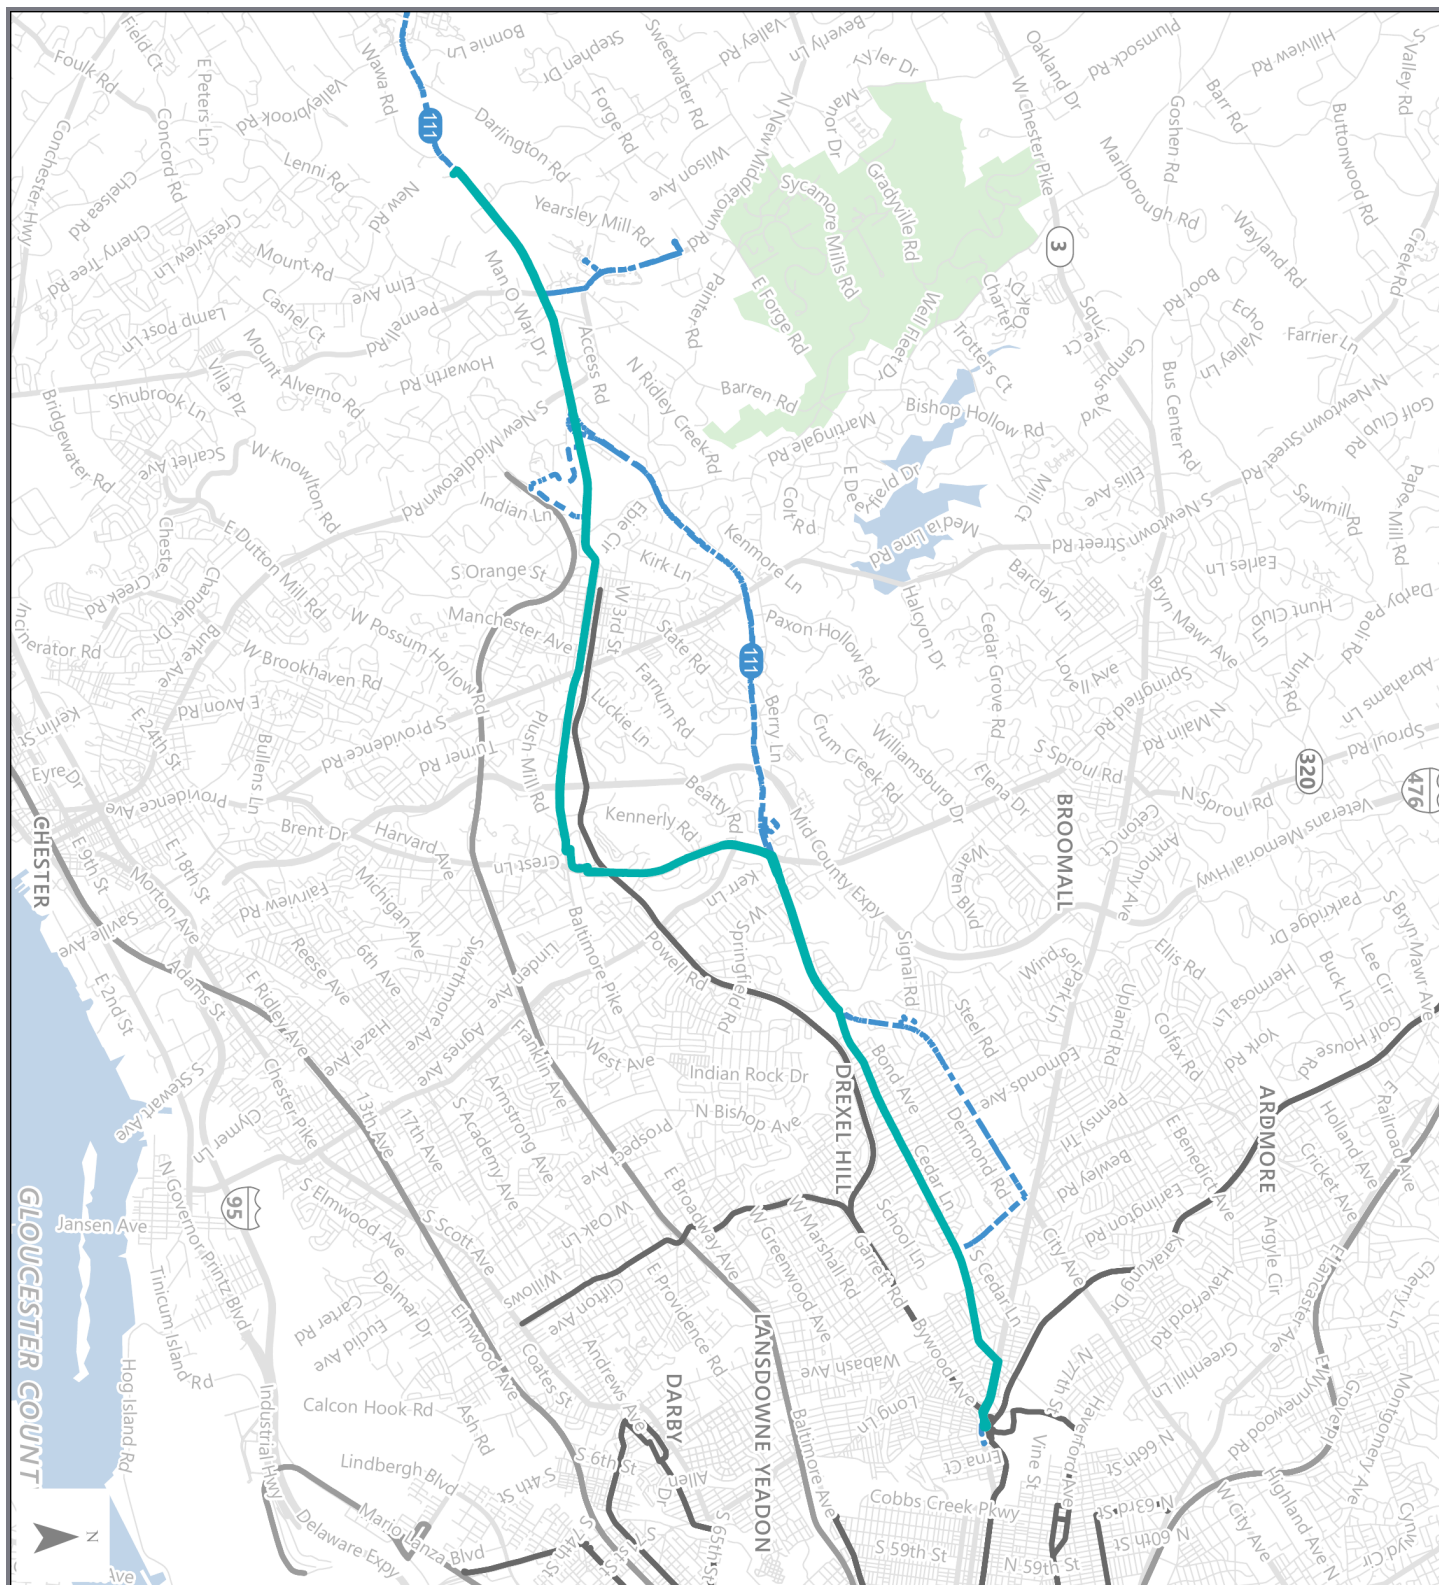 Foulk Rd
Field Ct
E Peters Ln
Valleybrook Rd
Wawa Rd
Bonnie Ln
Stephen Dr
Sweetwater Rd
Valley Rd
Beverly Ln
Tyler Dr
Oakland Dr
Plumsock Rd
Hillview Rd
S Valley Rd
Conchester Hwy
Concord Rd
Lenni Rd
111
Darlington Rd
Forge Rd
Wilson Ave
N New Middletown Rd
Manor Dr
W Chester Pike
Goshen Rd
Barr Rd
Buttonwood Rd
Chelsea Rd
Cherry Tree Rd
Crestview Ln
Mount Rd
New Rd
Yearsley Mill Rd
Sycamore Mills Rd
Gradyville Rd
Marlborough Rd
Wayland Rd
Creek Rd
3
Elm Ave
Cashel Ct
Lamp Post Ln
Pennell Rd
Man O War Dr
Access Rd
Painter Rd
E Forge Rd
Well Fleet Dr
Charter Oak Dr
Trotters Ct
Squire Ct
Campus Blvd
Boot Rd
Echo Valley Ln
Farrier Ln
N Newtown Street Rd
Golf Club Rd
Shubrook Ln
Villa Plz
Mount Alverno Rd
Howarth Rd
S New Middletown Rd
N Ridley Creek Rd
Barren Rd
Martingale Rd
Bishop Hollow Rd
Bus Center Rd
Bridgewater Rd
Scarlet Ave
W Knowlton Rd
Indian Ln
Colt Rd
Mill Ct
Ellis Ave
S Newtown Street Rd
Sawmill Rd
Paper Mill Rd
Chester Creek Rd
E Dutton Mill Rd
Chandler Dr
S Orange St
Ebie Cir
Kirk Ln
Kenmore Ln
Media Line Rd
Barclay Ln
Bryn Mawr Ave
Earles Ln
Hunt Club Ln
Darby Paoli Rd
Incinerator Rd
Burke Ave
W Brookhaven Rd
W Possum Hollow Rd
Manchester Ave
W 3rd St
State Rd
Paxon Hollow Rd
Halcyon Dr
Cedar Grove Rd
Lovell Ave
Springfield Rd
Hunt Rd
Abrahams Ln
Kerlin St
E 24th St
E Avon Rd
Bullens Ln
S Providence Rd
Turner Rd
Plush Mill Rd
Luckie Ln
Farnum Rd
111
Berry Ln
Crum Creek Rd
Williamsburg Dr
Elena Dr
S Sproul Rd
N Main Rd
N Sproul Rd
Sproul Rd
320
476
Eyre Dr
Providence Ave
Brent Dr
Harvard Ave
Crest Ln
Kennerly Rd
Beatty Rd
Mid County Expy
BROOMALL
Ceton Ct
Anthony Ave
Veterans Memorial Hwy
CHESTER
E 9th St
E 18th St
Morton Ave
Fairview Rd
Michigan Ave
Baltimore Pike
Kerr Ln
W Springfield Rd
Warren Blvd
Parkridge Dr
S Bryn Mawr Ave
Saville Ave
E 2nd St
Adams St
Reese Ave
6th Ave
Swarthmore Ave
Linden Ave
Powell Rd
Signal Rd
Ellis Rd
Buck Ln
Lee Cir
Hermosa Ln
E Ridley Ave
Hazel Ave
Agnes Ave
Franklin Ave
West Ave
Indian Rock Dr
Steel Rd
Sol Park Ln
Upland Rd
Colfax Rd
York Rd
Golf House Rd
S Stewart Ave
Clymer Ln
Chester Pike
13th Ave
17th Ave
S Academy Ave
Armstrong Ave
Prospect Ave
N Bishop Ave
DREXEL HILL
Bond Ave
Dermond Rd
Edmonds Ave
Penny Trl
E Benedict Ave
ARDMORE
Holland Ave
E Railroad Ave
Cricket Ave
GLOUCESTER COUNT
Jansen Ave
N Governor Printz Blvd
95
S Elmwood Ave
S Scott Ave
W Oak Ln
E Broadway Ave
N Greenwood Ave
W Marshall Rd
School Ln
Cedar Ln
Bewley Rd
Earlington Rd
Karakung Dr
Argyle Cir
Tinicum Island Rd
Delmar Dr
Carter Rd
Euclid Ave
Willows
Clifton Ave
E Providence Rd
Garrett Rd
S Cedar Ln
City Ave
Haverford Rd
E Lancaster Ave
Cherry Ln
Hog Island Rd
Industrial Hwy
Calcon Hook Rd
Elmwood Ave
Coates St
Andrews Ave
DARBY
LANSDOWNE
YEADON
Wabash Ave
Bywood Ave
Greenhill Ln
N 77th St
E Wynnewood Rd
Grove Pl
Montgomery Ave
Lindbergh Blvd
Ash Rd
S 4th St
S 6th St
Allen Dr
Baltimore Ave
Long Ln
Erna Ct
Vine St
Haverford Ave
N 66th St
W City Ave
Highland Ave
Delaware Expy
Mario Lanza Blvd
S 74th St
S 65th St
Cobbs Creek Pkwy
S 59th St
N 59th St
N 63rd St
N 60th St
N
Ave